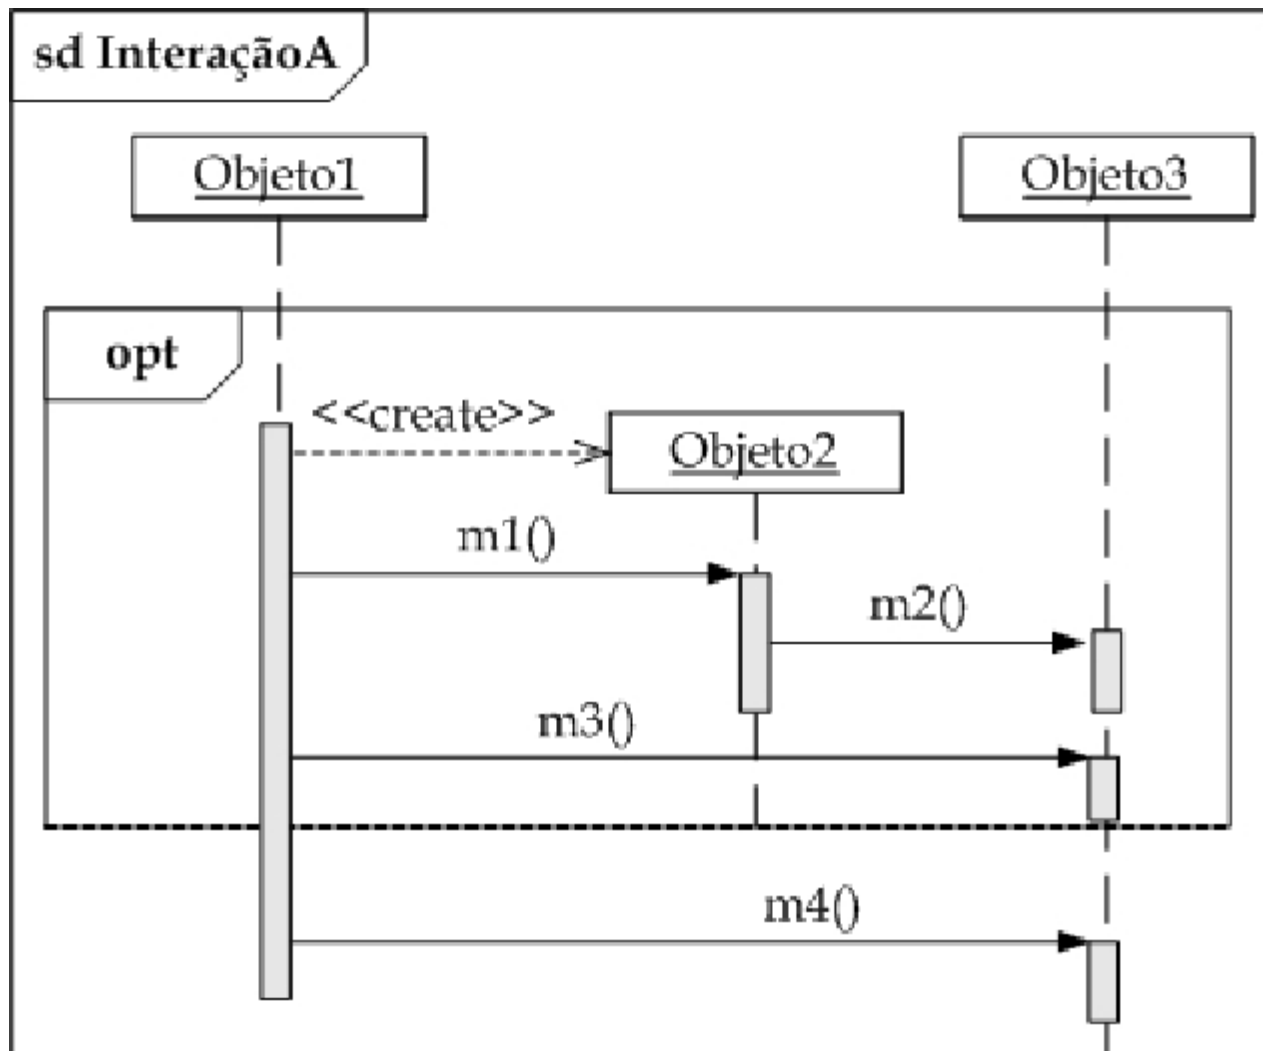 sd InteraçãoA
Objeto1
Objeto3
opt
<<create>>
Objeto2
m1()
m2()
m3()
m4()